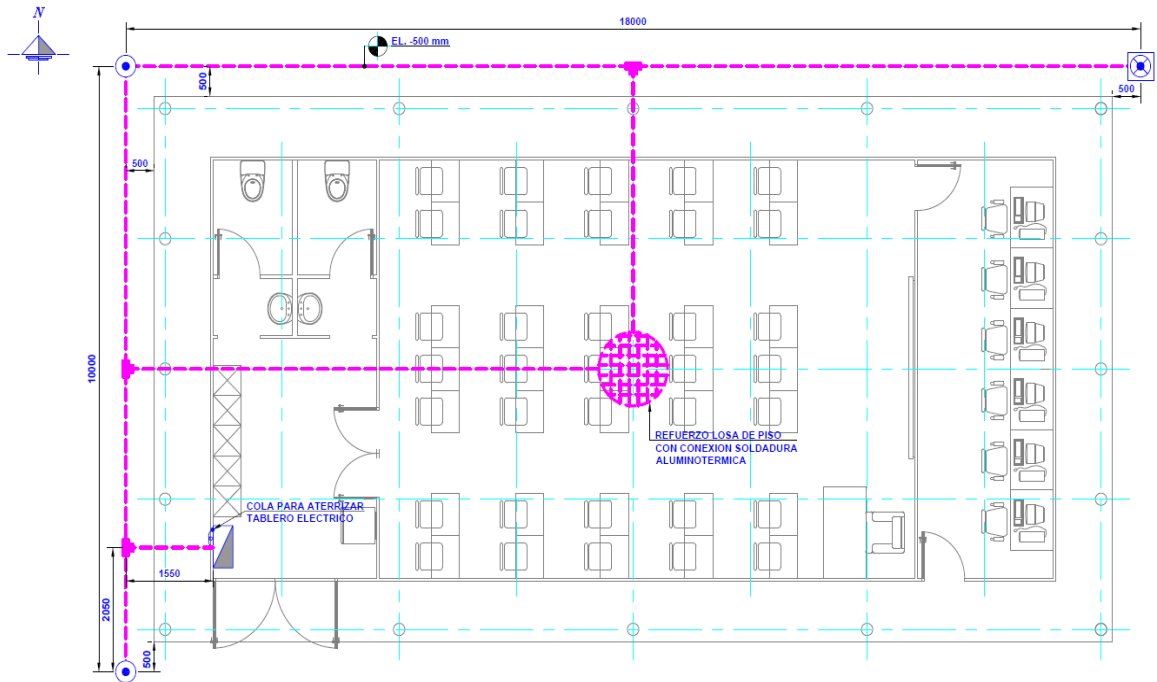 N
18000
EL. -500 mm
500
500
500
10000
REFUERZO LOSA DE PISO
CON CONEXION SOLDADURA
ALUMINOTERMICA
COLA PARA ATERRIZAR
TABLERO ELECTRICO
1550
2050
500